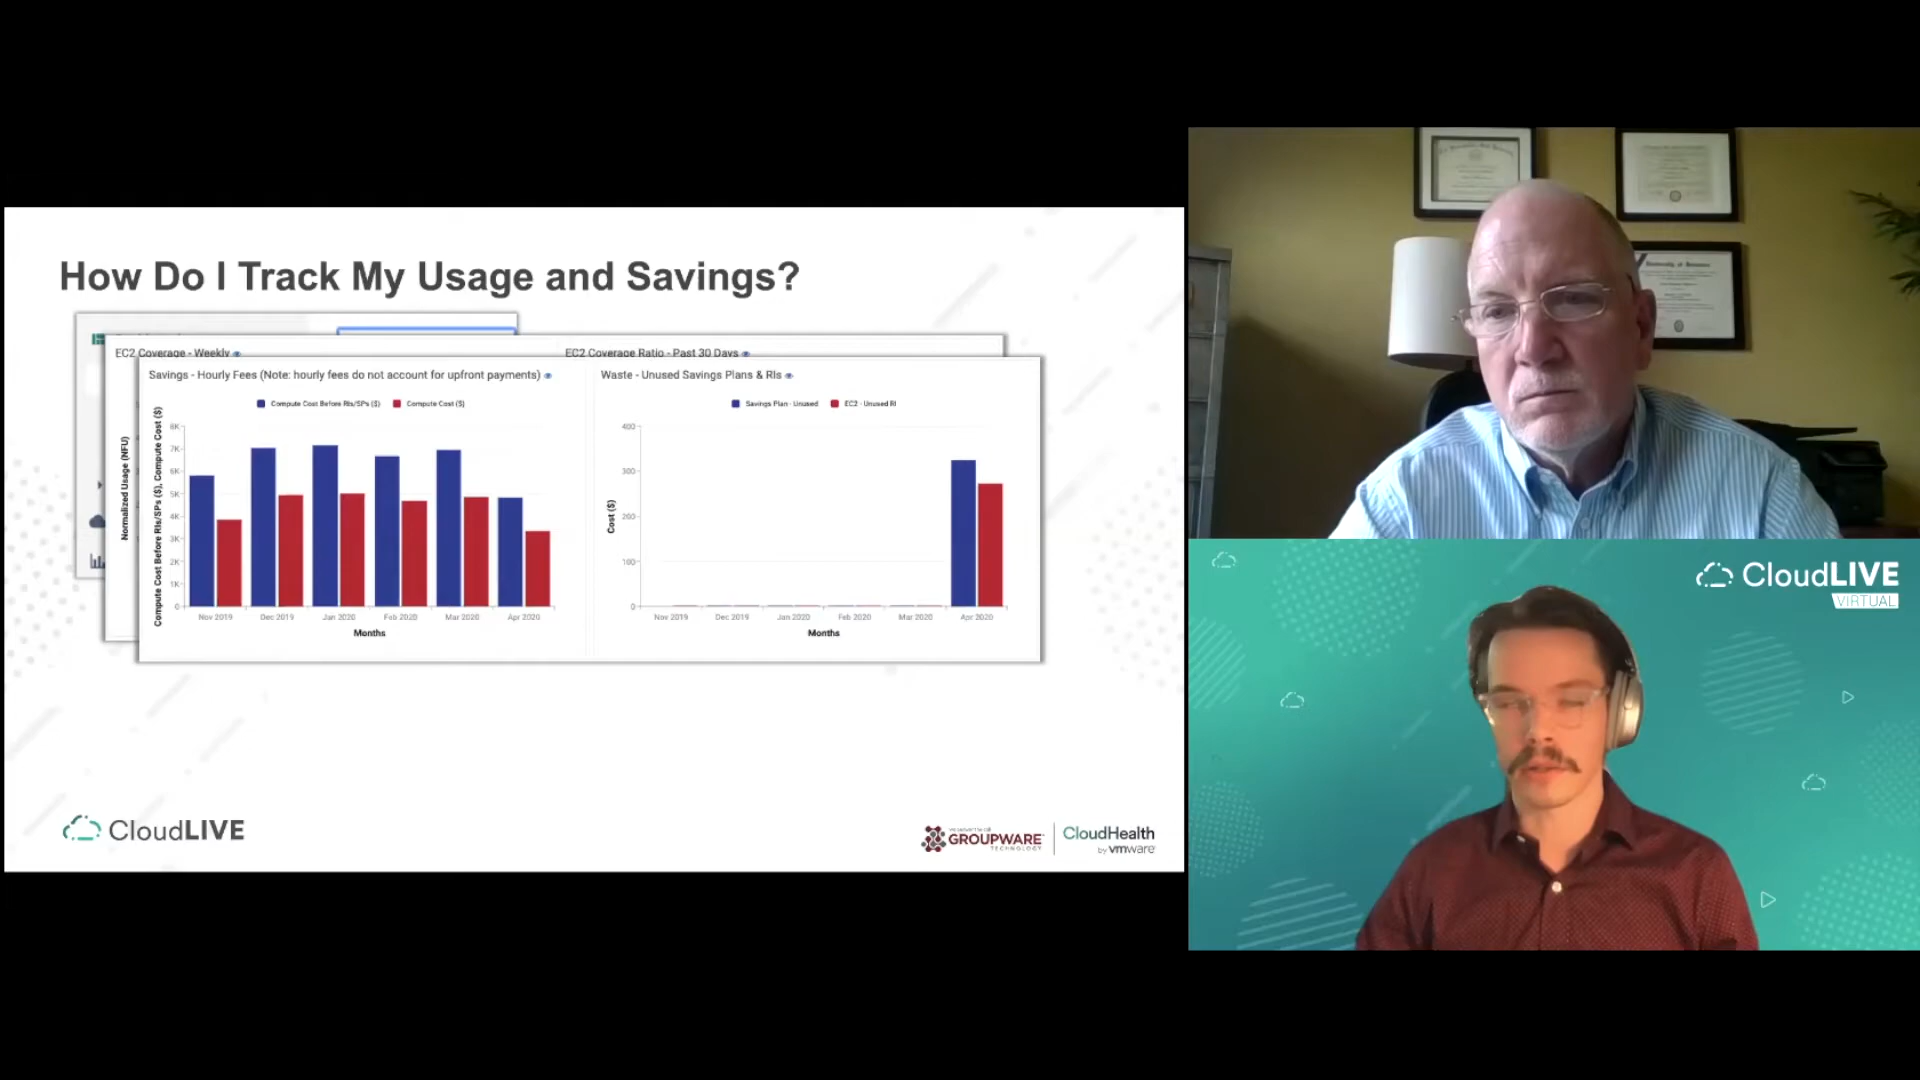 How Do I Track My Usage and Savings?
EC2 Coverage - Weekly
EC2 Coverage Ratio - Past 30 Days
Normalized Usage (NFU)
Savings - Hourly Fees (Note: hourly fees do not account for upfront payments)
Compute Cost Before RIs/SPs ($) Compute Cost ($)
Compute Cost Before RIs/SPs ($), Compute Cost ($)
8K
7K
6K
5K
4K
3K
2K
1K
0
Nov 2019 Dec 2019 Jan 2020 Feb 2020 Mar 2020 Apr 2020
Months
Waste - Unused Savings Plans & RIs
Savings Plan - Unused EC2 - Unused RI
Cost ($)
400
300
200
100
0
Nov 2019 Dec 2019 Jan 2020 Feb 2020 Mar 2020 Apr 2020
Months
CloudLIVE
GROUPWARE
TECHNOLOGY
CloudHealth
by vmware
CloudLIVE
VIRTUAL